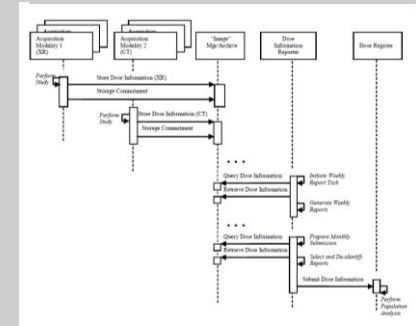 Acquisition
Modality 1
(XR)
Acquisition
Modality 2
(CT)
"Image"
Mgr/Archive
Dose
Information
Reporter
Dose Register
Perform
Study
Store Dose Information (XR)
Storage Commitment
Perform
Study
Store Dose Information (CT)
Storage Commitment
Query Dose Information
Initiate Weekly
Report Task
Retrieve Dose Information
Generate Weekly
Reports
Query Dose Information
Prepare Monthly
Submission
Retrieve Dose Information
Select and De-identify
Reports
Submit Dose Information
Perform
Population
Analysis